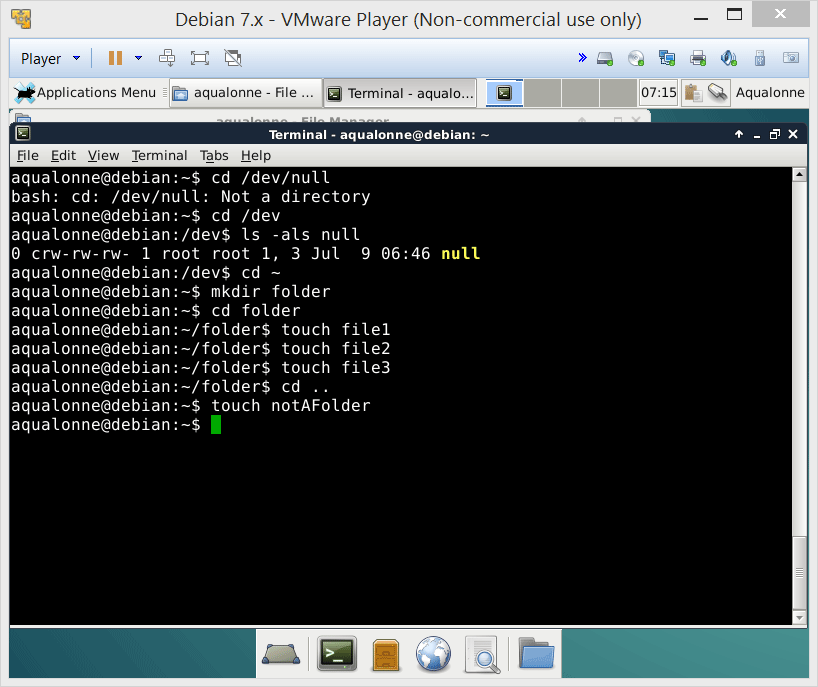 Debian 7.x - VMware Player (Non-commercial use only)
Player
Applications Menu
aqualonne - File ...
Terminal - aqualo...
07:15
Aqualonne
aqualonne - File Manager
Terminal - aqualonne@debian: ~
File Edit View Terminal Tabs Help
aqualonne@debian:~$ cd /dev/null
bash: cd: /dev/null: Not a directory
aqualonne@debian:~$ cd /dev
aqualonne@debian:/dev$ ls -als null
0 crw-rw-rw- 1 root root 1, 3 Jul  9 06:46 null
aqualonne@debian:/dev$ cd ~
aqualonne@debian:~$ mkdir folder
aqualonne@debian:~$ cd folder
aqualonne@debian:~/folder$ touch file1
aqualonne@debian:~/folder$ touch file2
aqualonne@debian:~/folder$ touch file3
aqualonne@debian:~/folder$ cd ..
aqualonne@debian:~$ touch notAFolder
aqualonne@debian:~$